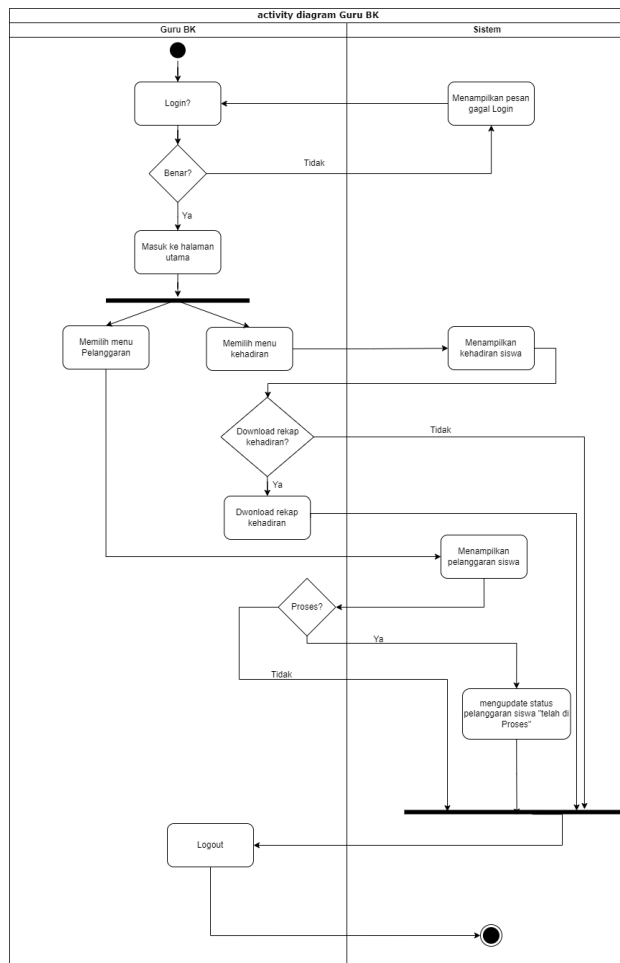 activity diagram Guru BK
Guru BK
Sistem
Login?
Menampilkan pesan
gagal Login
Benar?
Tidak
Ya
Masuk ke halaman
utama
Memilih menu
Pelanggaran
Memilih menu
kehadiran
Menampilkan
kehadiran siswa
Download rekap
kehadiran?
Tidak
Ya
Dwonload rekap
kehadiran
Menampilkan
pelanggaran siswa
Proses?
Ya
Tidak
mengupdate status
pelanggaran siswa "telah di
Proses"
Logout